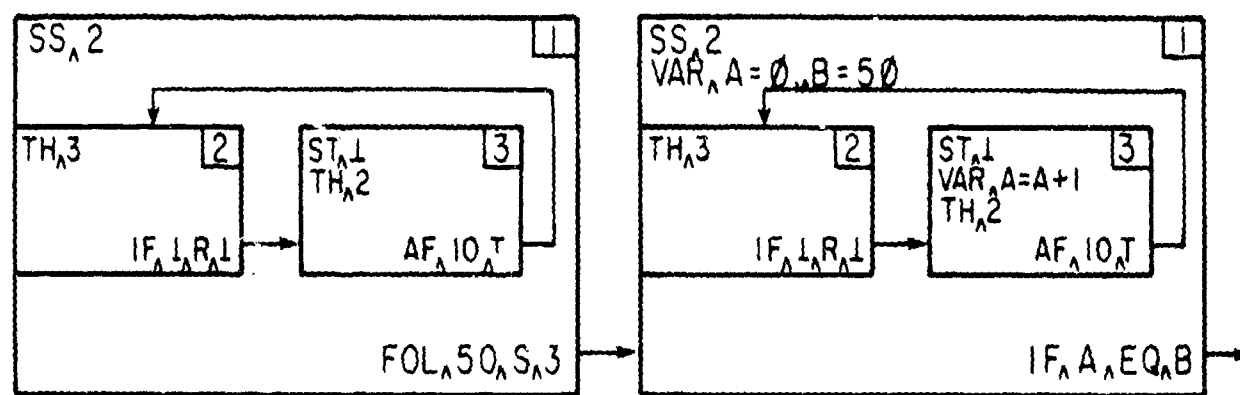 SS‸2
1
TH‸3
2
IF‸1‸R‸1
ST‸1
3
TH‸2
AF‸10‸T
FOL‸50‸S‸3
SS‸2
1
VAR‸A=Ø‸B=5Ø
TH‸3
2
IF‸1‸R‸1
ST‸1
3
VAR‸A=A+1
TH‸2
AF‸10‸T
IF‸A‸EQ‸B